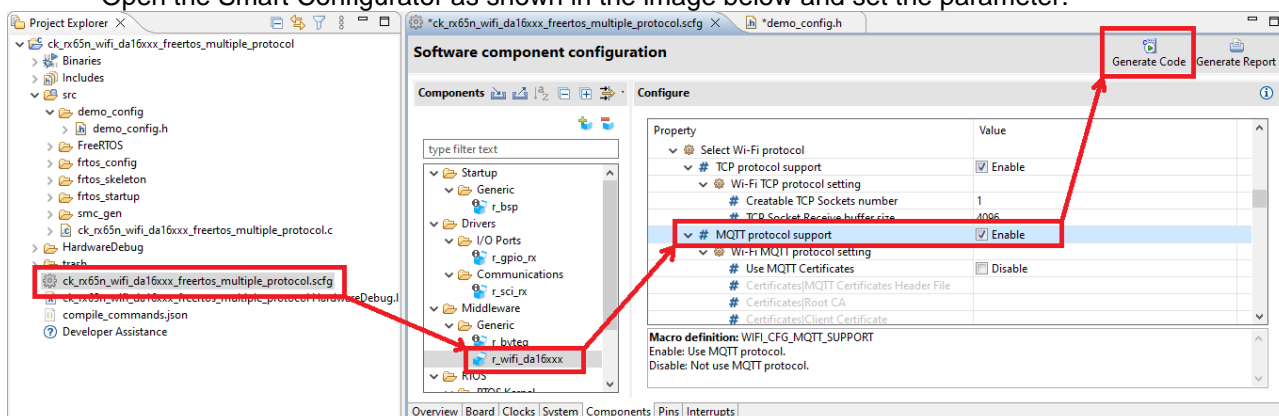 Open the Smart Configurator as shown in the image below and set the parameter.
Project Explorer
ck_rx65n_wifi_da16xxx_freertos_multiple_protocol
Binaries
Includes
src
demo_config
demo_config.h
FreeRTOS
frtos_config
frtos_skeleton
frtos_startup
smc_gen
ck_rx65n_wifi_da16xxx_freertos_multiple_protocol.c
HardwareDebug
trash
ck_rx65n_wifi_da16xxx_freertos_multiple_protocol.scfg
ck_rx65n_wifi_da16xxx_freertos_multiple_protocol HardwareDebug.l
compile_commands.json
Developer Assistance
*ck_rx65n_wifi_da16xxx_freertos_multiple_protocol.scfg
*demo_config.h
Software component configuration
Generate Code Generate Report
Components
type filter text
Startup
Generic
r_bsp
Drivers
I/O Ports
r_gpio_rx
Communications
r_sci_rx
Middleware
Generic
r_byteq
r_wifi_da16xxx
RTOS
RTOS Kernel
Configure
Property Value
Select Wi-Fi protocol
# TCP protocol support Enable
Wi-Fi TCP protocol setting
# Creatable TCP Sockets number 1
# TCP Socket Receive buffer size 4096
# MQTT protocol support Enable
Wi-Fi MQTT protocol setting
# Use MQTT Certificates Disable
# Certificates|MQTT Certificates Header File
# Certificates|Root CA
# Certificates|Client Certificate
Macro definition: WIFI_CFG_MQTT_SUPPORT
Enable: Use MQTT protocol.
Disable: Not use MQTT protocol.
Overview Board Clocks System Components Pins Interrupts